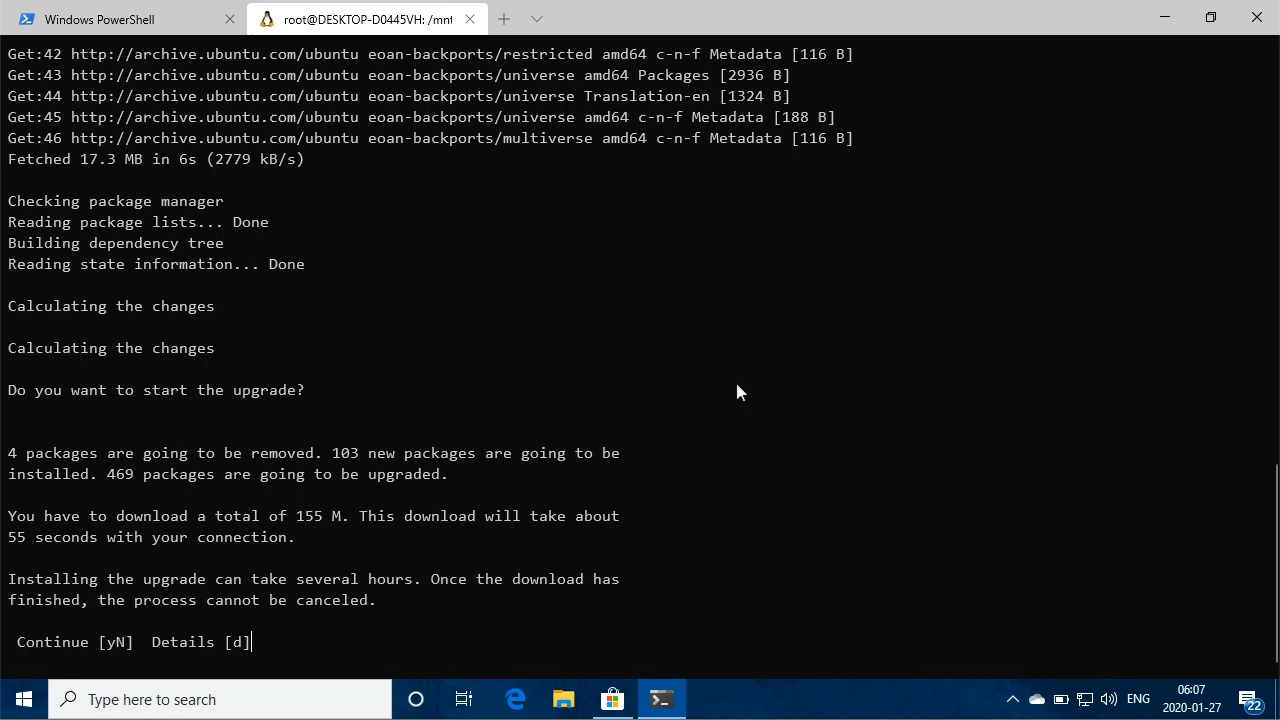 Windows PowerShell
root@DESKTOP-D0445VH: /mnt
Get:42 http://archive.ubuntu.com/ubuntu eoan-backports/restricted amd64 c-n-f Metadata [116 B]
Get:43 http://archive.ubuntu.com/ubuntu eoan-backports/universe amd64 Packages [2936 B]
Get:44 http://archive.ubuntu.com/ubuntu eoan-backports/universe Translation-en [1324 B]
Get:45 http://archive.ubuntu.com/ubuntu eoan-backports/universe amd64 c-n-f Metadata [188 B]
Get:46 http://archive.ubuntu.com/ubuntu eoan-backports/multiverse amd64 c-n-f Metadata [116 B]
Fetched 17.3 MB in 6s (2779 kB/s)
Checking package manager
Reading package lists... Done
Building dependency tree
Reading state information... Done
Calculating the changes
Calculating the changes
Do you want to start the upgrade?
4 packages are going to be removed. 103 new packages are going to be
installed. 469 packages are going to be upgraded.
You have to download a total of 155 M. This download will take about
55 seconds with your connection.
Installing the upgrade can take several hours. Once the download has
finished, the process cannot be canceled.
Continue [yN]  Details [d]
Type here to search
ENG
06:07
2020-01-27
22